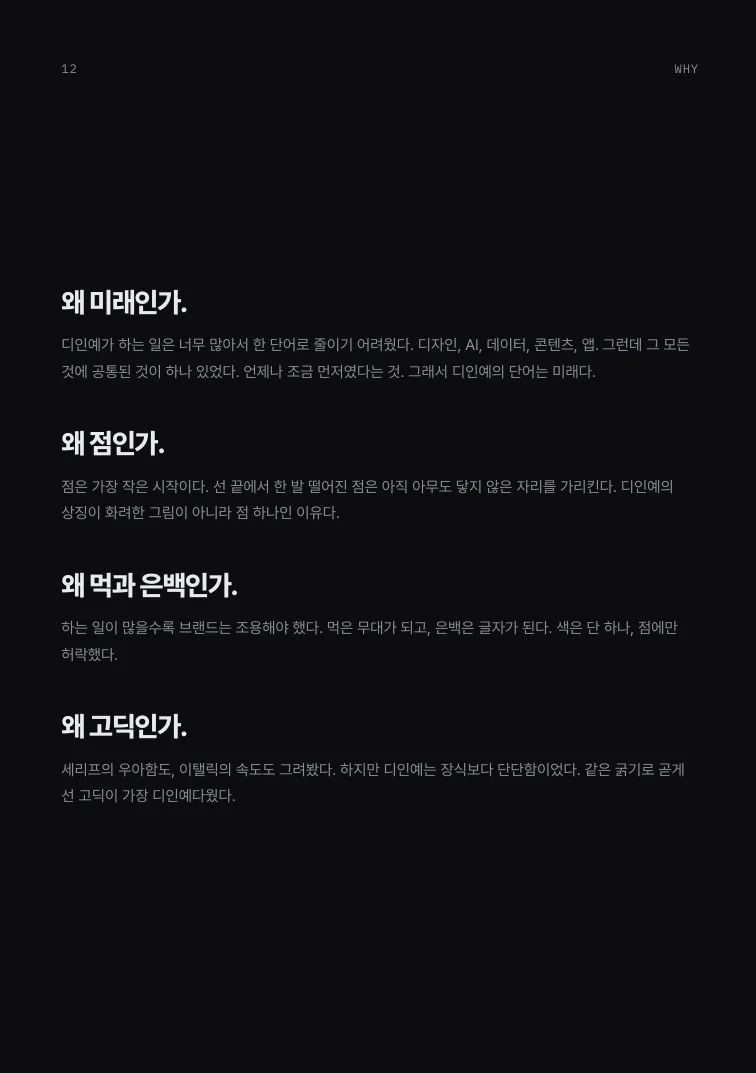 12
WHY
왜 미래인가.
디인예가 하는 일은 너무 많아서 한 단어로 줄이기 어려웠다. 디자인, AI, 데이터, 콘텐츠, 앱. 그런데 그 모든
것에 공통된 것이 하나 있었다. 언제나 조금 먼저였다는 것. 그래서 디인예의 단어는 미래다.
왜 점인가.
점은 가장 작은 시작이다. 선 끝에서 한 발 떨어진 점은 아직 아무도 닿지 않은 자리를 가리킨다. 디인예의
상징이 화려한 그림이 아니라 점 하나인 이유다.
왜 먹과 은백인가.
하는 일이 많을수록 브랜드는 조용해야 했다. 먹은 무대가 되고, 은백은 글자가 된다. 색은 단 하나, 점에만
허락했다.
왜 고딕인가.
세리프의 우아함도, 이탤릭의 속도도 그려봤다. 하지만 디인예는 장식보다 단단함이었다. 같은 굵기로 곧게
선 고딕이 가장 디인예다웠다.